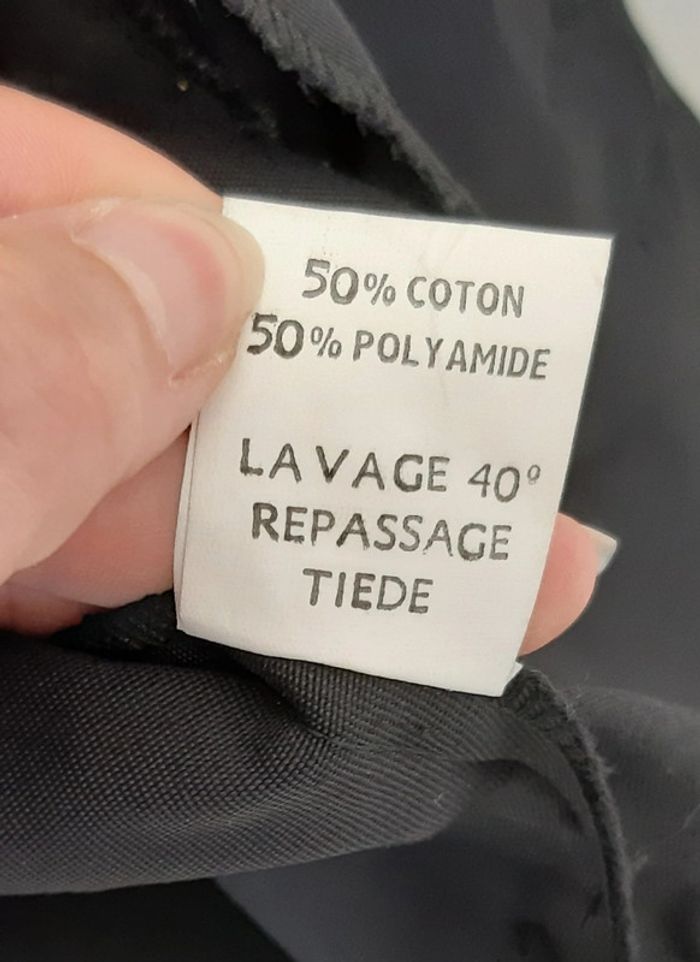 50% COTON
50% POLYAMIDE
LAVAGE 40°
REPASSAGE
TIEDE